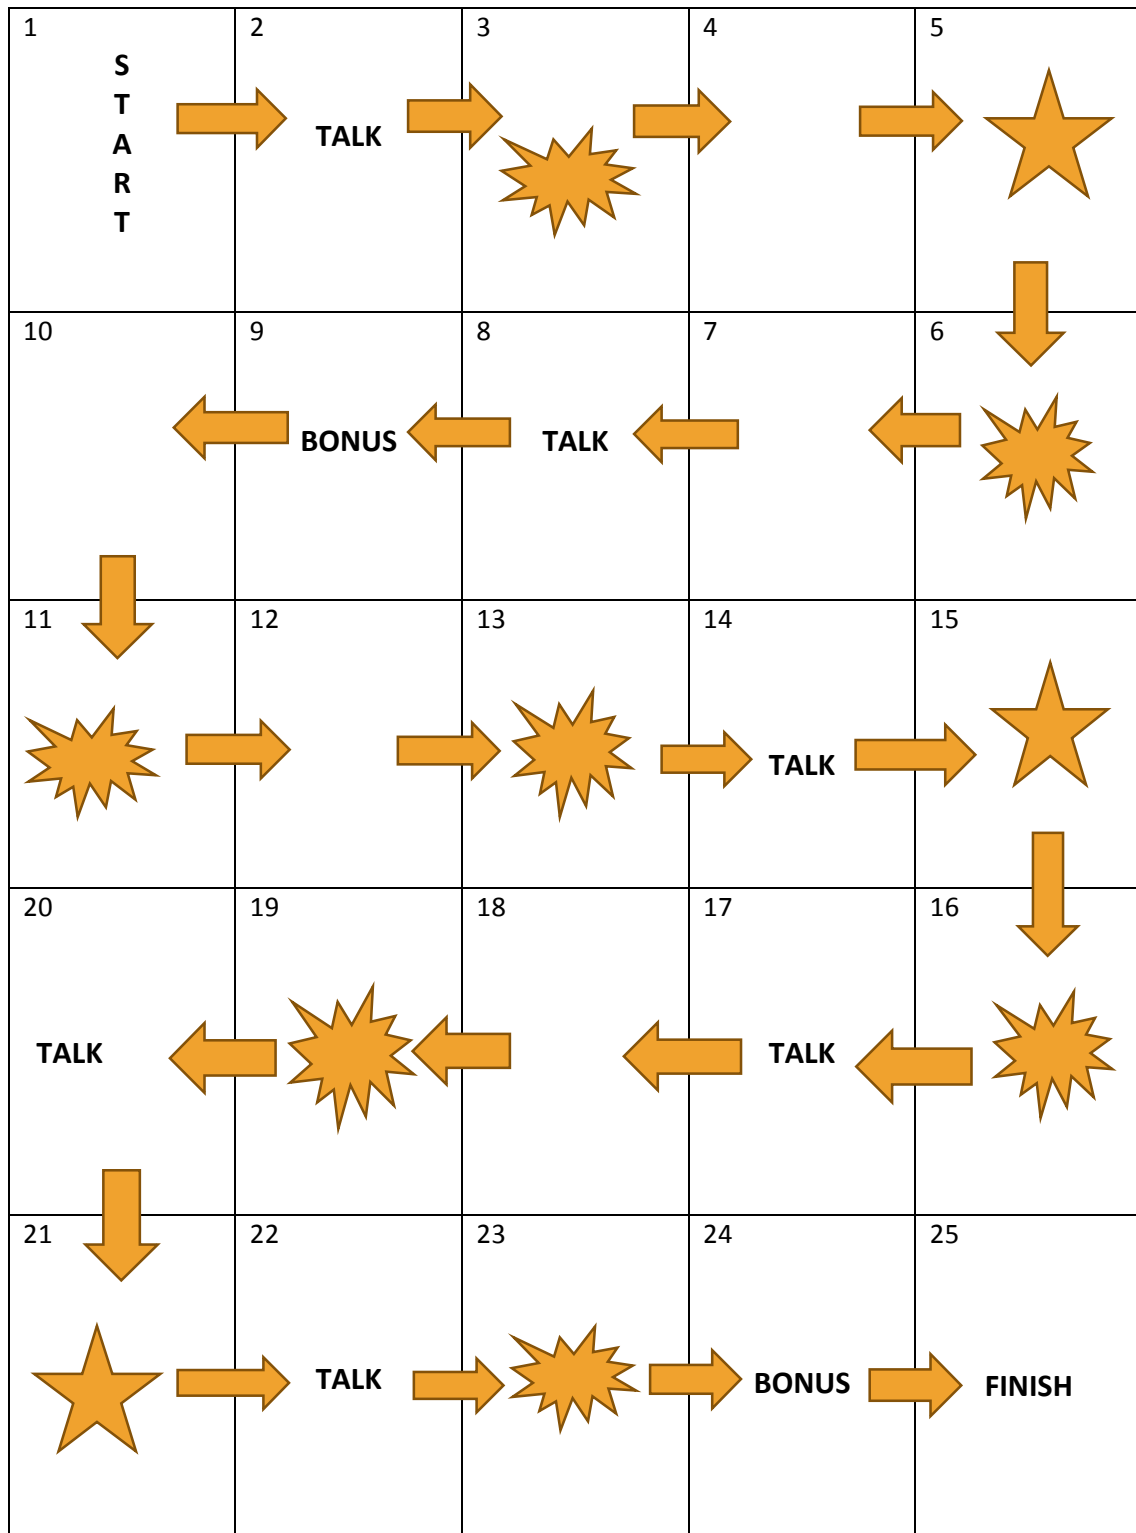 1 2 3 4 5
S
T
A
R
T
TALK
10 9 8 7 6
BONUS TALK
11 12 13 14 15
TALK
20 19 18 17 16
TALK TALK
21 22 23 24 25
TALK BONUS FINISH